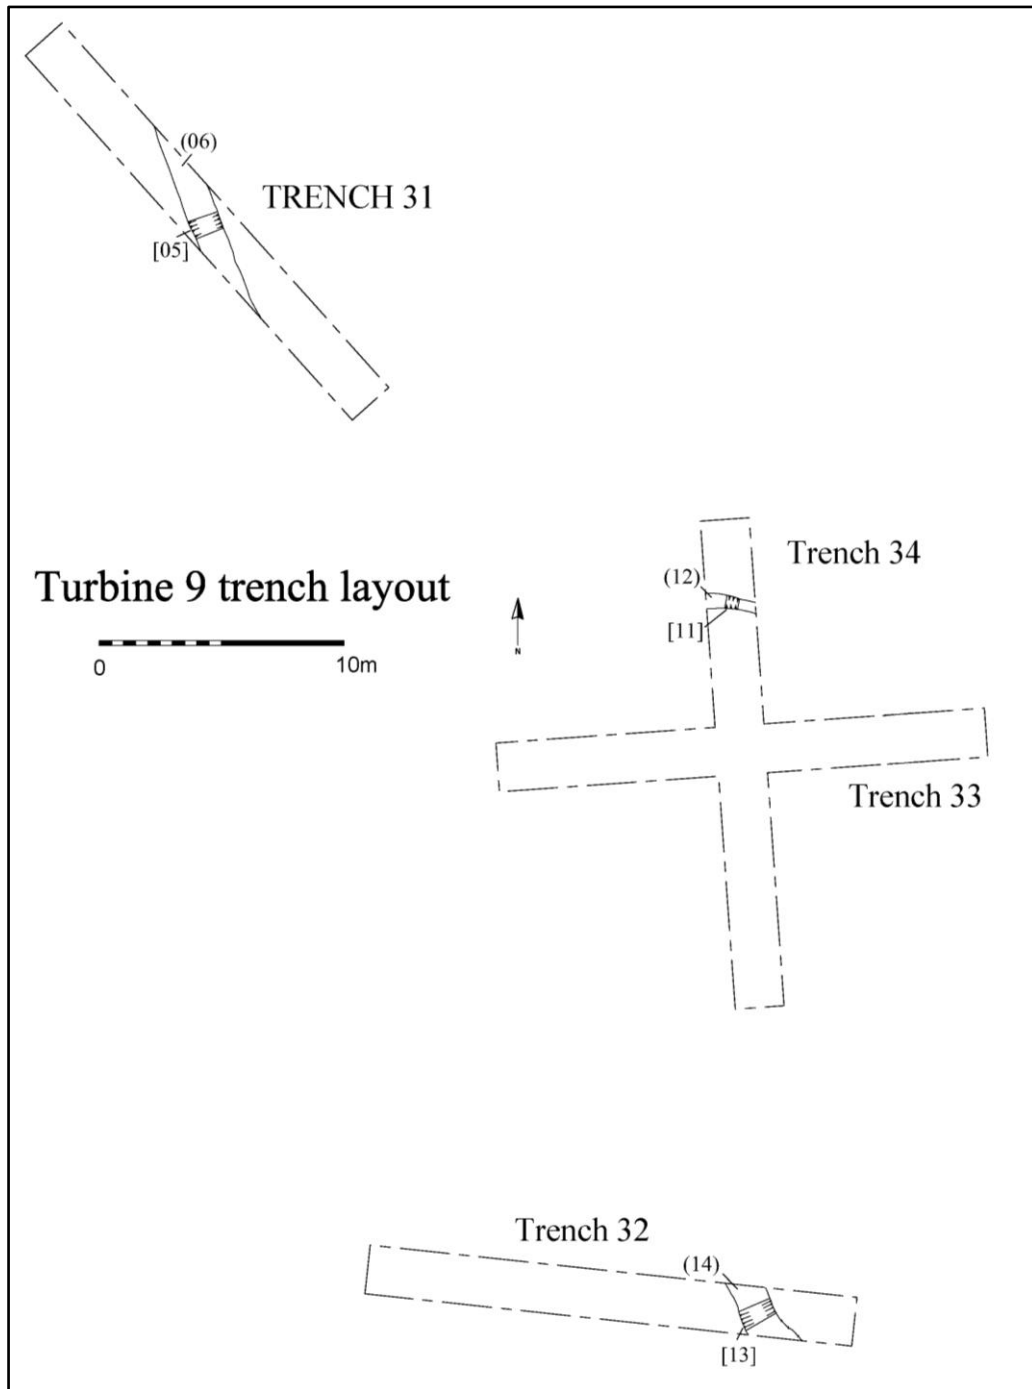 (06)
TRENCH 31
[05]
Trench 34
(12)
[11]
Turbine 9 trench layout
0 10m
N
Trench 33
Trench 32
(14)
[13]